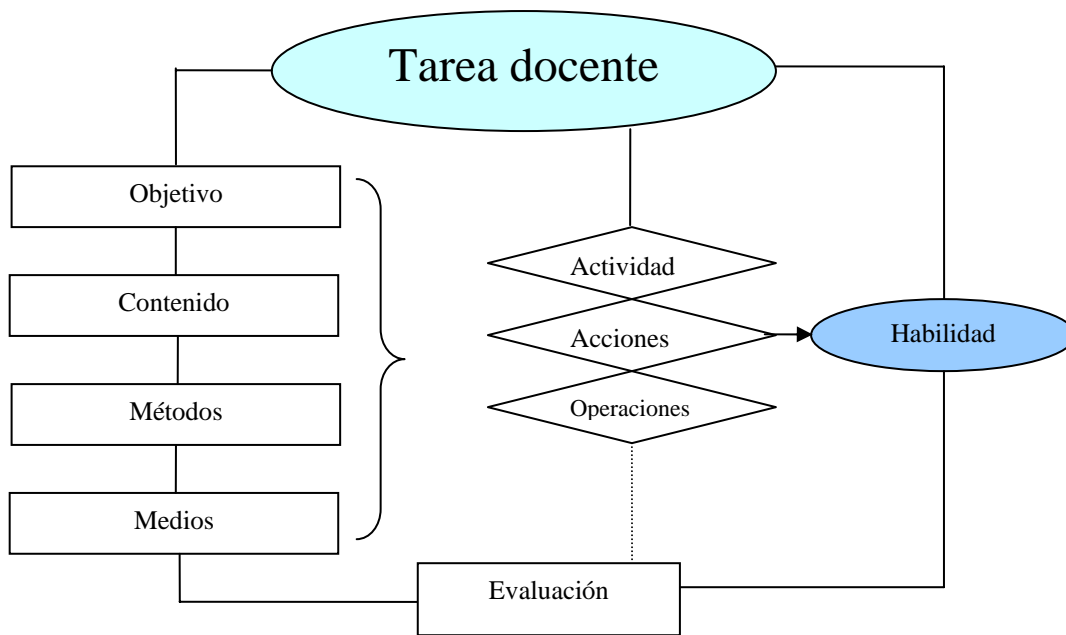 Tarea docente
Objetivo
Contenido
Métodos
Medios
Actividad
Acciones
Operaciones
Habilidad
Evaluación